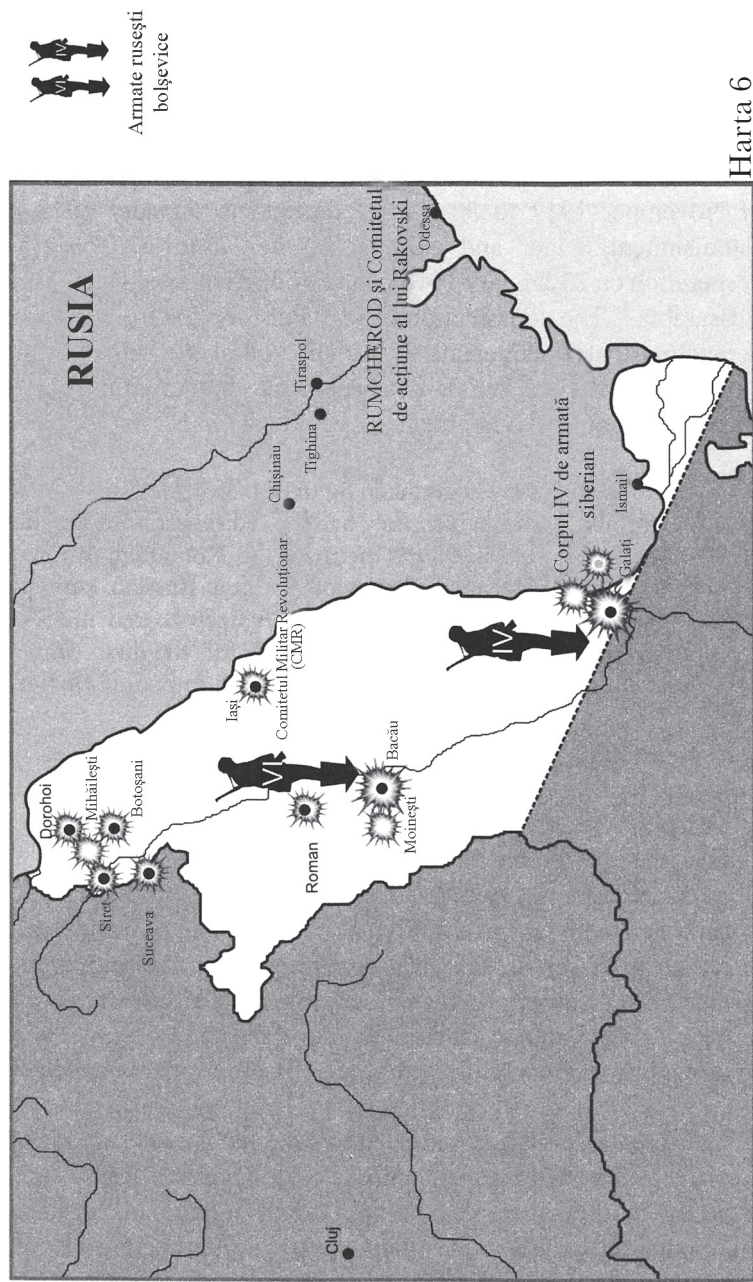 IV
VI
Armate rusești
bolșevice
RUSIA
Dorohoi
Mihăilești
Botoșani
Siret
Suceava
Iași
Comitetul Militar Revoluționar
(CMR)
Chișinău
Tighina
Tiraspol
RUMCHEROD și Comitetul
de acțiune al lui Rakovski
Odessa
VI
Roman
Bacău
Moinești
IV
Corpul IV de armată
siberian
Galați
Ismail
Cluj
Harta 6